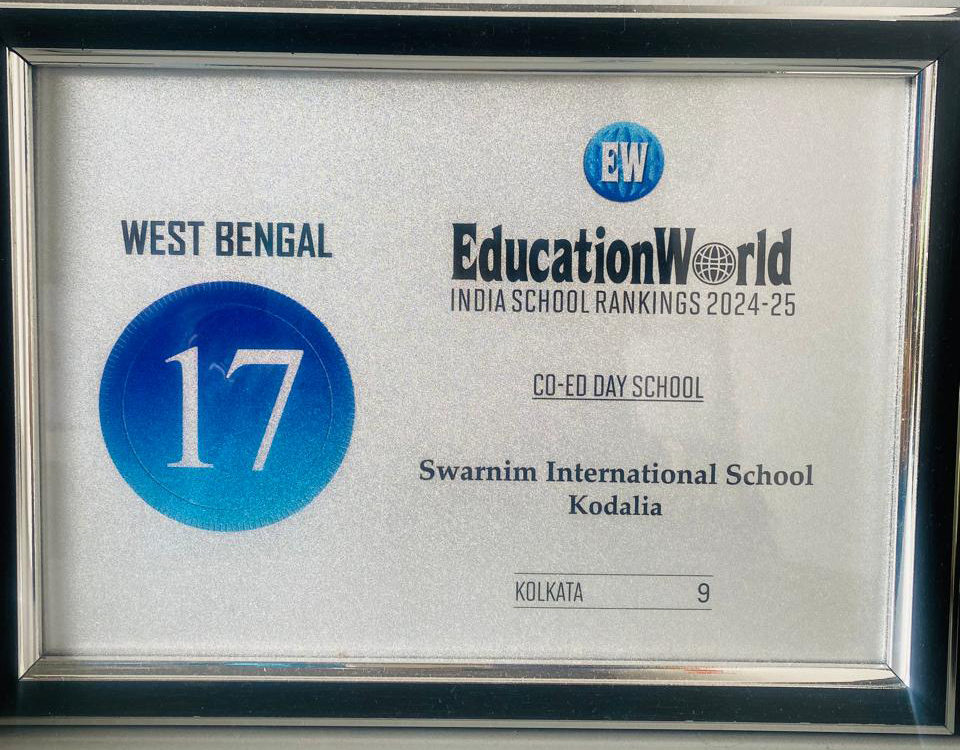 WEST BENGAL
17
EW
EducationWorld
INDIA SCHOOL RANKINGS 2024-25
CO-ED DAY SCHOOL
Swarnim International School
Kodalia
KOLKATA 9